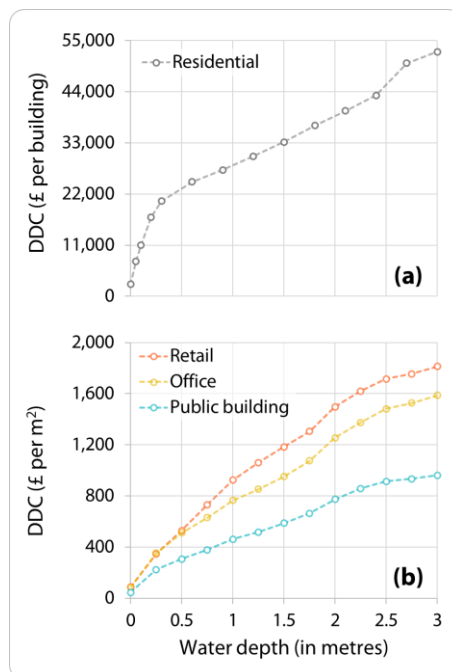 55,000
Residential
44,000
33,000
22,000
11,000
0
DDC (£ per building)
(a)
2,000
Retail
Office
1,600
Public building
1,200
800
400
0
DDC (£ per m²)
(b)
0 0.5 1 1.5 2 2.5 3
Water depth (in metres)